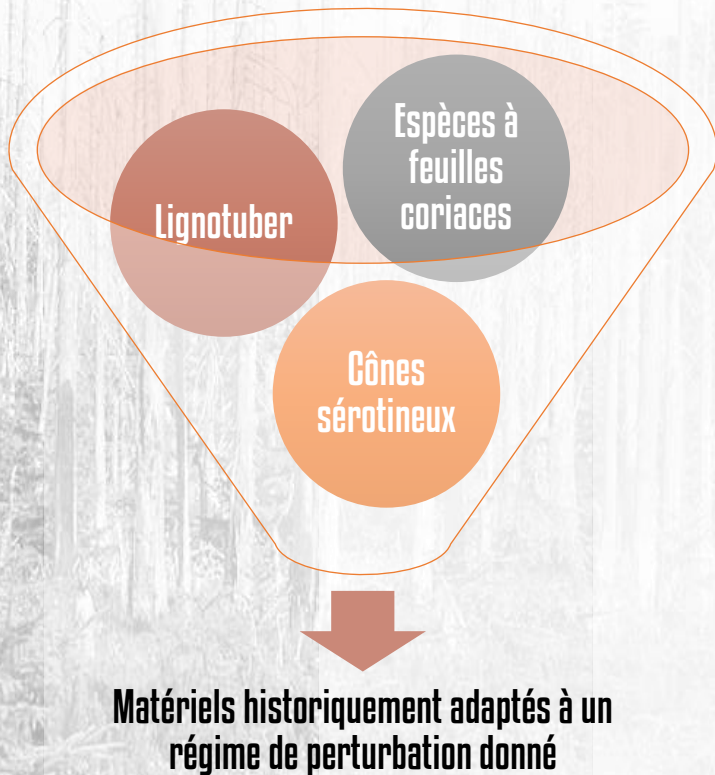 Espèces à
feuilles
coriaces
Lignotuber
Cônes
sérotineux
Matériels historiquement adaptés à un
régime de perturbation donné